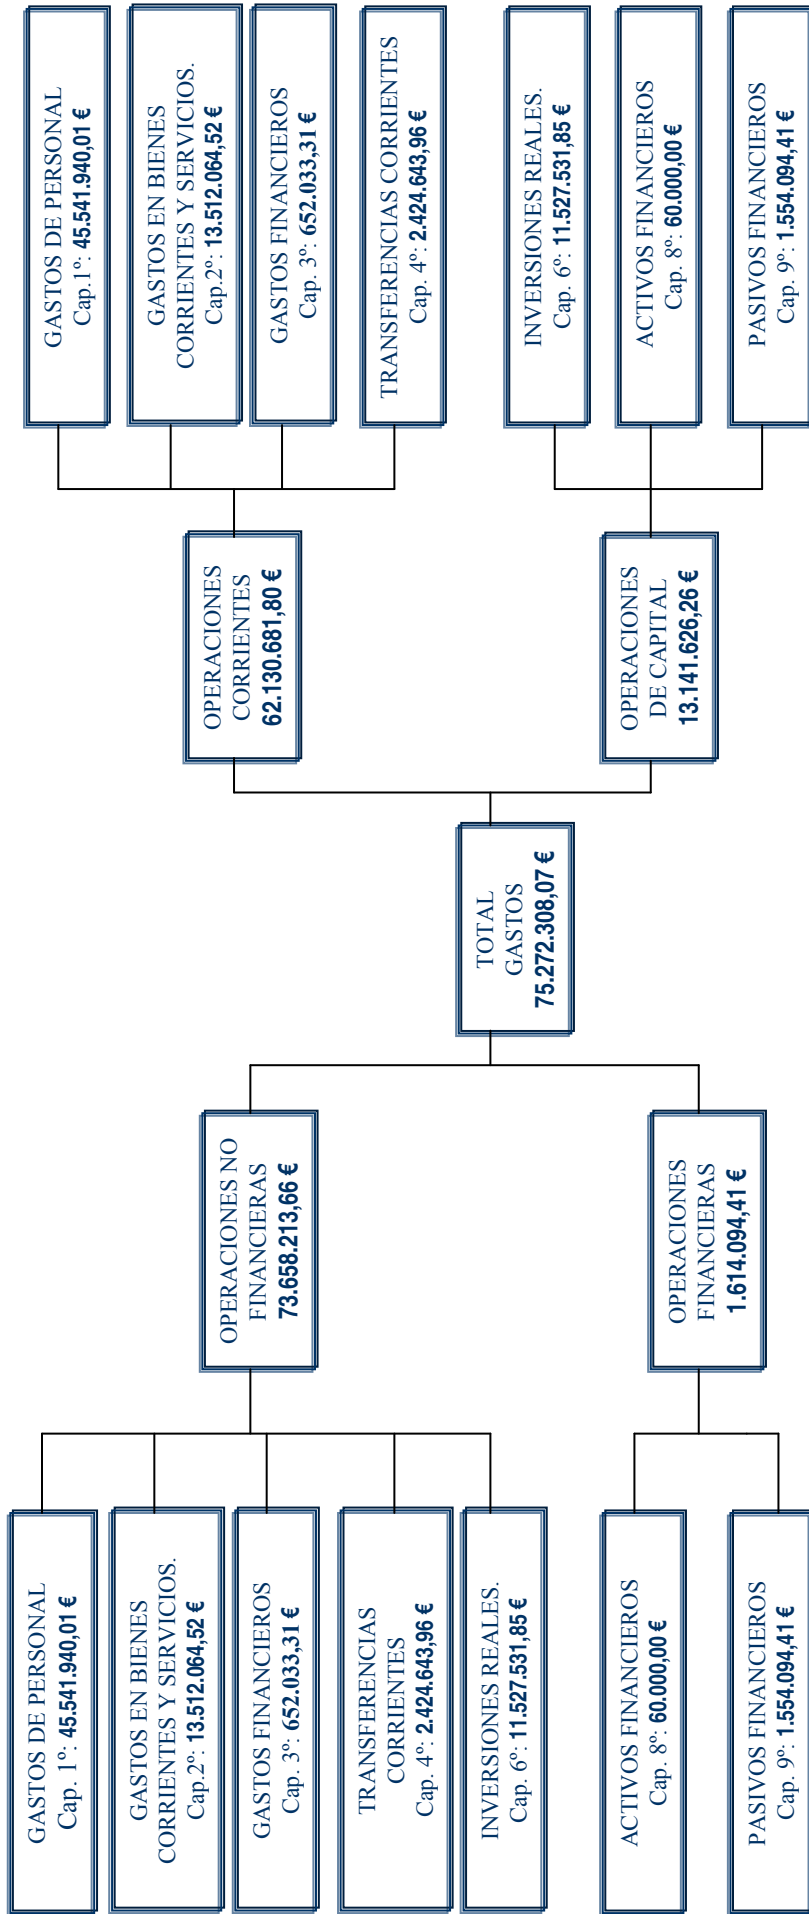 GASTOS DE PERSONAL
Cap. 1º: 45.541.940,01 €
GASTOS EN BIENES
CORRIENTES Y SERVICIOS.
Cap.2º: 13.512.064,52 €
GASTOS FINANCIEROS
Cap. 3º: 652.033,31 €
TRANSFERENCIAS
CORRIENTES
Cap. 4º: 2.424.643,96 €
INVERSIONES REALES.
Cap. 6º: 11.527.531,85 €
ACTIVOS FINANCIEROS
Cap. 8º: 60.000,00 €
PASIVOS FINANCIEROS
Cap. 9º: 1.554.094,41 €
OPERACIONES NO
FINANCIERAS
73.658.213,66 €
OPERACIONES
FINANCIERAS
1.614.094,41 €
TOTAL
GASTOS
75.272.308,07 €
OPERACIONES
CORRIENTES
62.130.681,80 €
OPERACIONES
DE CAPITAL
13.141.626,26 €
GASTOS DE PERSONAL
Cap.1º: 45.541.940,01 €
GASTOS EN BIENES
CORRIENTES Y SERVICIOS.
Cap.2º: 13.512.064,52 €
GASTOS FINANCIEROS
Cap. 3º: 652.033,31 €
TRANSFERENCIAS CORRIENTES
Cap. 4º: 2.424.643,96 €
INVERSIONES REALES.
Cap. 6º: 11.527.531,85 €
ACTIVOS FINANCIEROS
Cap. 8º: 60.000,00 €
PASIVOS FINANCIEROS
Cap. 9º: 1.554.094,41 €